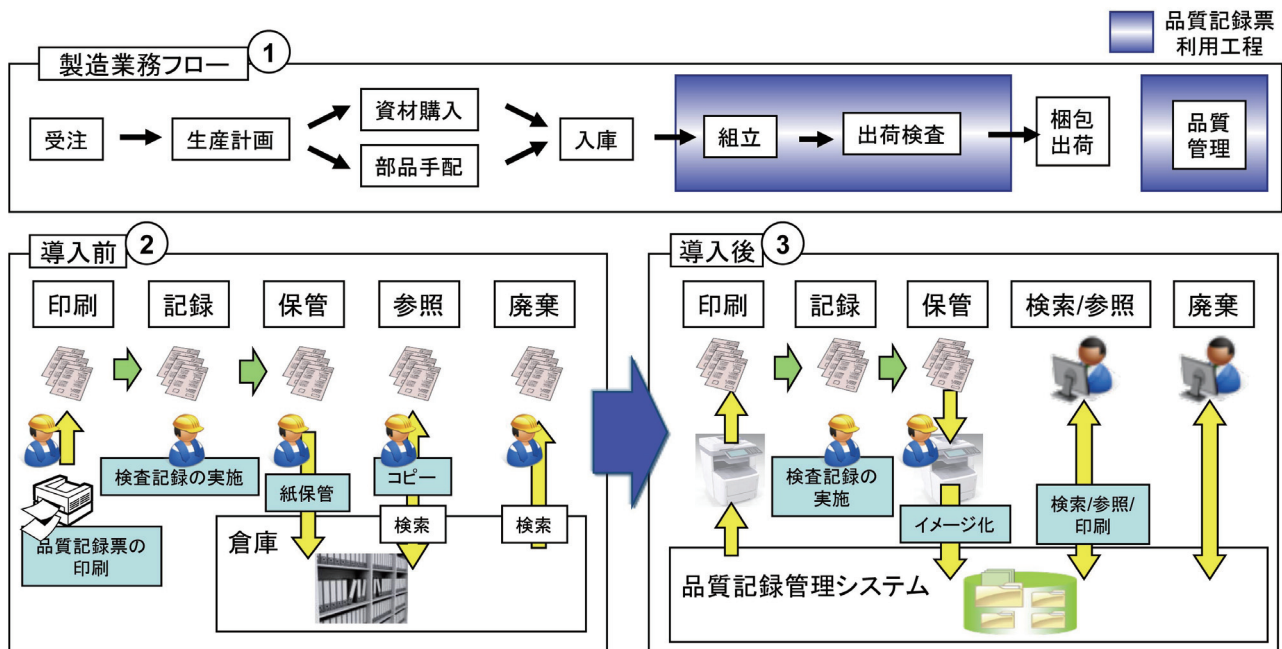 品質記録票
利用工程
製造業務フロー
1
受注
生産計画
資材購入
部品手配
入庫
組立
出荷検査
梱包
出荷
品質
管理
導入前
2
印刷
記録
保管
参照
廃棄
検査記録の実施
紙保管
コピー
検索
検索
品質記録票の
印刷
倉庫
導入後
3
印刷
記録
保管
検索/参照
廃棄
検査記録の
実施
イメージ化
検索/参照/
印刷
品質記録管理システム